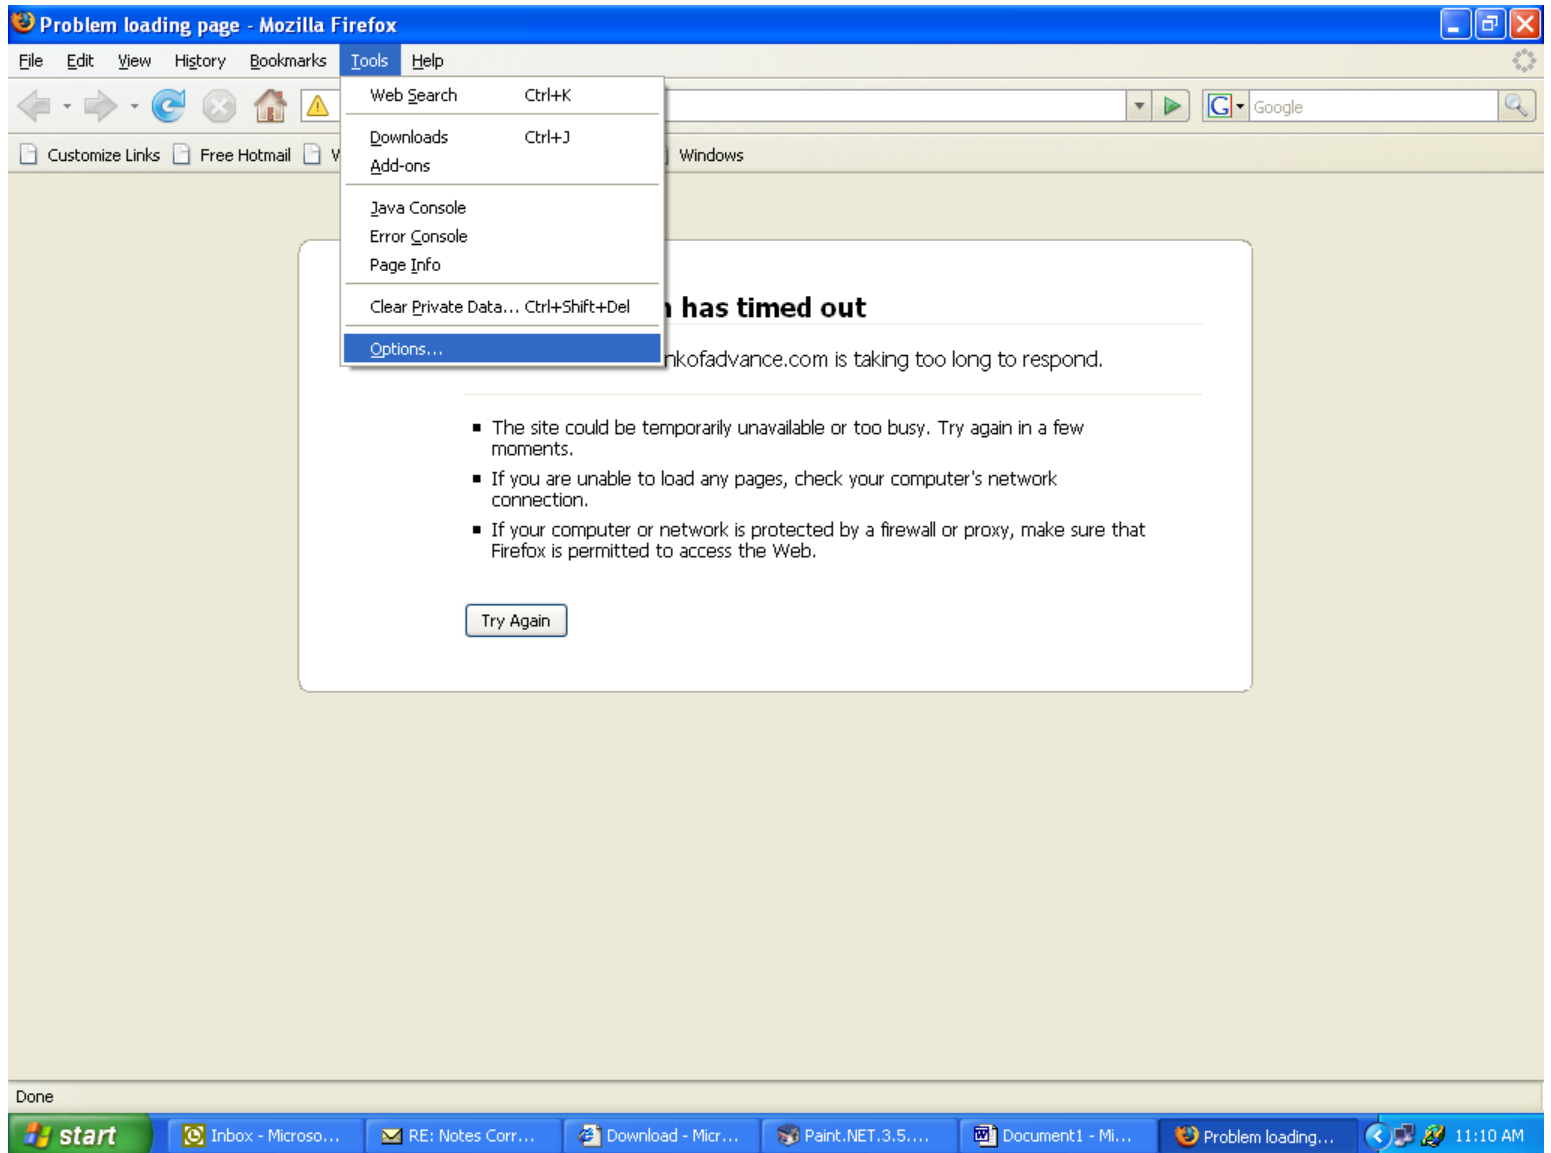 Problem loading page - Mozilla Firefox
File Edit View History Bookmarks Tools Help
Web Search Ctrl+K
Google
Downloads Ctrl+J
Customize Links Free Hotmail Windows
Add-ons
Java Console
Error Console
Page Info
Clear Private Data... Ctrl+Shift+Del
has timed out
Options...
nkofadvance.com is taking too long to respond.
The site could be temporarily unavailable or too busy. Try again in a few
moments.
If you are unable to load any pages, check your computer's network
connection.
If your computer or network is protected by a firewall or proxy, make sure that
Firefox is permitted to access the Web.
Try Again
Done
start Inbox - Microso... RE: Notes Corr... Download - Micr... Paint.NET.3.5.... Document1 - Mi... Problem loading... 11:10 AM